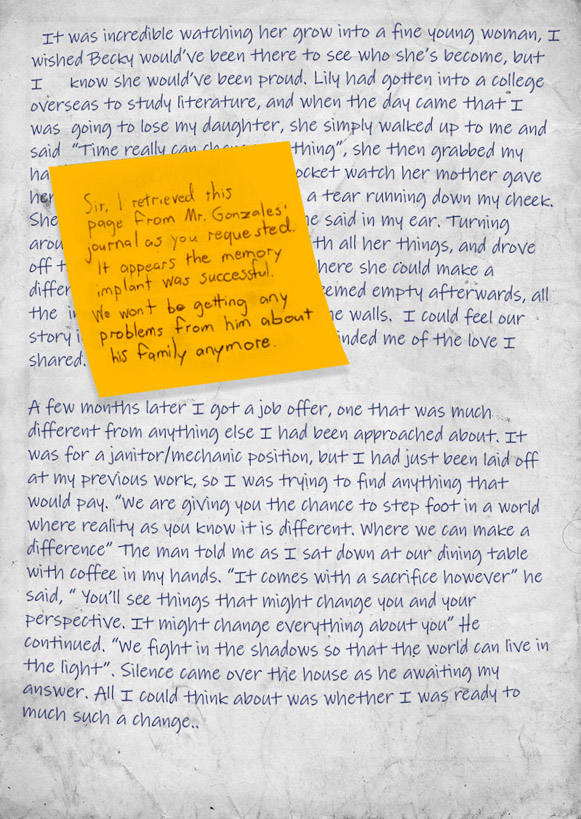 It was incredible watching her grow into a fine young woman, I
wished Becky would've been there to see who she's become, but
I know she would've been proud. Lily had gotten into a college
overseas to study literature, and when the day came that I
was going to lose my daughter, she simply walked up to me and
said "Time really can thing", she then grabbed my
ha ocket watch her mother gave
her a tear running down my cheek.
She he said in my ear. Turning
arou th all her things, and drove
off t here she could make a
differ emed empty afterwards, all
the i he walls. I could feel our
story i nded me of the love I
shared.
Sir, I retrieved this
page from Mr. Gonzales'
journal as you requested.
It appears the memory
implant was successful.
We won't be getting any
problems from him about
his family anymore.
A few months later I got a job offer, one that was much
different from anything else I had been approached about. It
was for a janitor/mechanic position, but I had just been laid off
at my previous work, so I was trying to find anything that
would pay. "We are giving you the chance to step foot in a world
where reality as you know it is different. Where we can make a
difference" The man told me as I sat down at our dining table
with coffee in my hands. "It comes with a sacrifice however" he
said, " You'll see things that might change you and your
perspective. It might change everything about you" He
continued. "We fight in the shadows so that the world can live in
the light". Silence came over the house as he awaiting my
answer. All I could think about was whether I was ready to
much such a change..